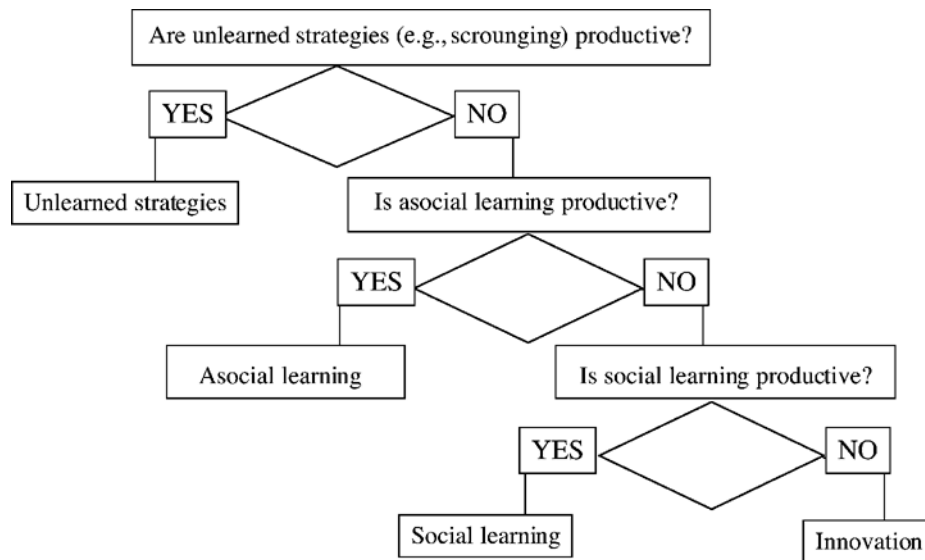 Are unlearned strategies (e.g., scrounging) productive?
YES
NO
Unlearned strategies
Is asocial learning productive?
YES
NO
Asocial learning
Is social learning productive?
YES
NO
Social learning
Innovation